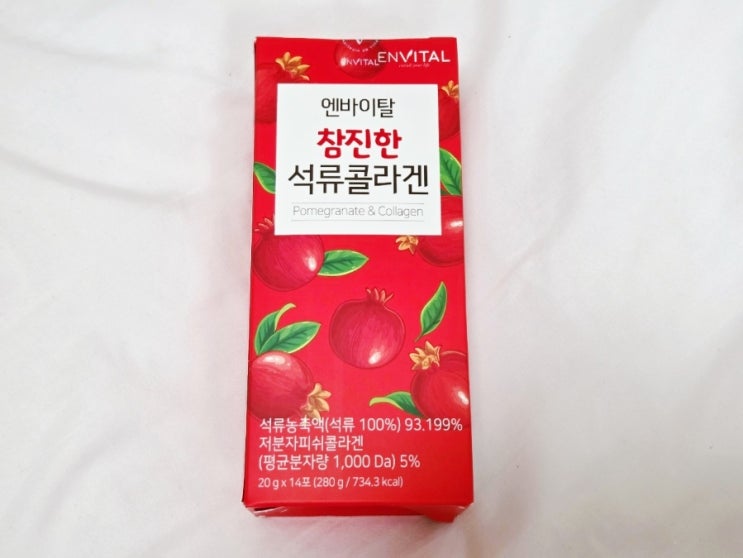 ENVITAL
엔바이탈
창진한
석류콜라겐
Pomegranate & Collagen
석류농축액(석류 100%) 93.199%
저분자피쉬콜라겐
(평균분자량 1,000 Da) 5%
20 g x 14포 (280 g / 734.3 kcal)